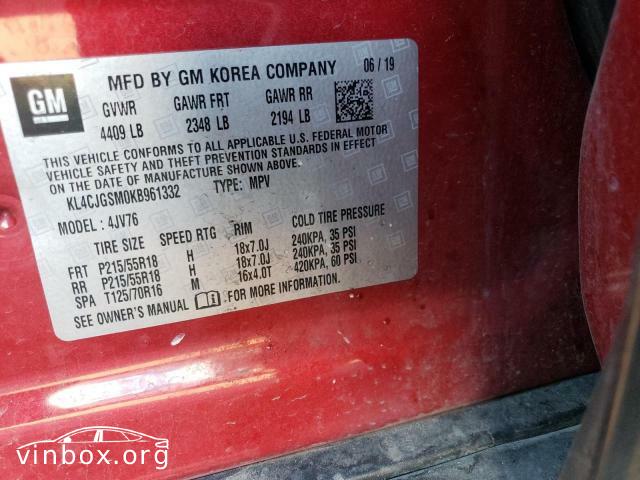 GM
MFD BY GM KOREA COMPANY 06 / 19
GVWR GAWR FRT GAWR RR
4409 LB 2348 LB 2194 LB
THIS VEHICLE CONFORMS TO ALL APPLICABLE U.S. FEDERAL MOTOR
VEHICLE SAFETY AND THEFT PREVENTION STANDARDS IN EFFECT
ON THE DATE OF MANUFACTURE SHOWN ABOVE.
KL4CJGSM0KB961332 TYPE: MPV
MODEL : 4JV76
TIRE SIZE SPEED RTG RIM COLD TIRE PRESSURE
FRT P215/55R18 H 18x7.0J 240KPA, 35 PSI
RR P215/55R18 H 18x7.0J 240KPA, 35 PSI
SPA T125/70R16 M 16x4.0T 420KPA, 60 PSI
SEE OWNER'S MANUAL FOR MORE INFORMATION.
vinbox.org